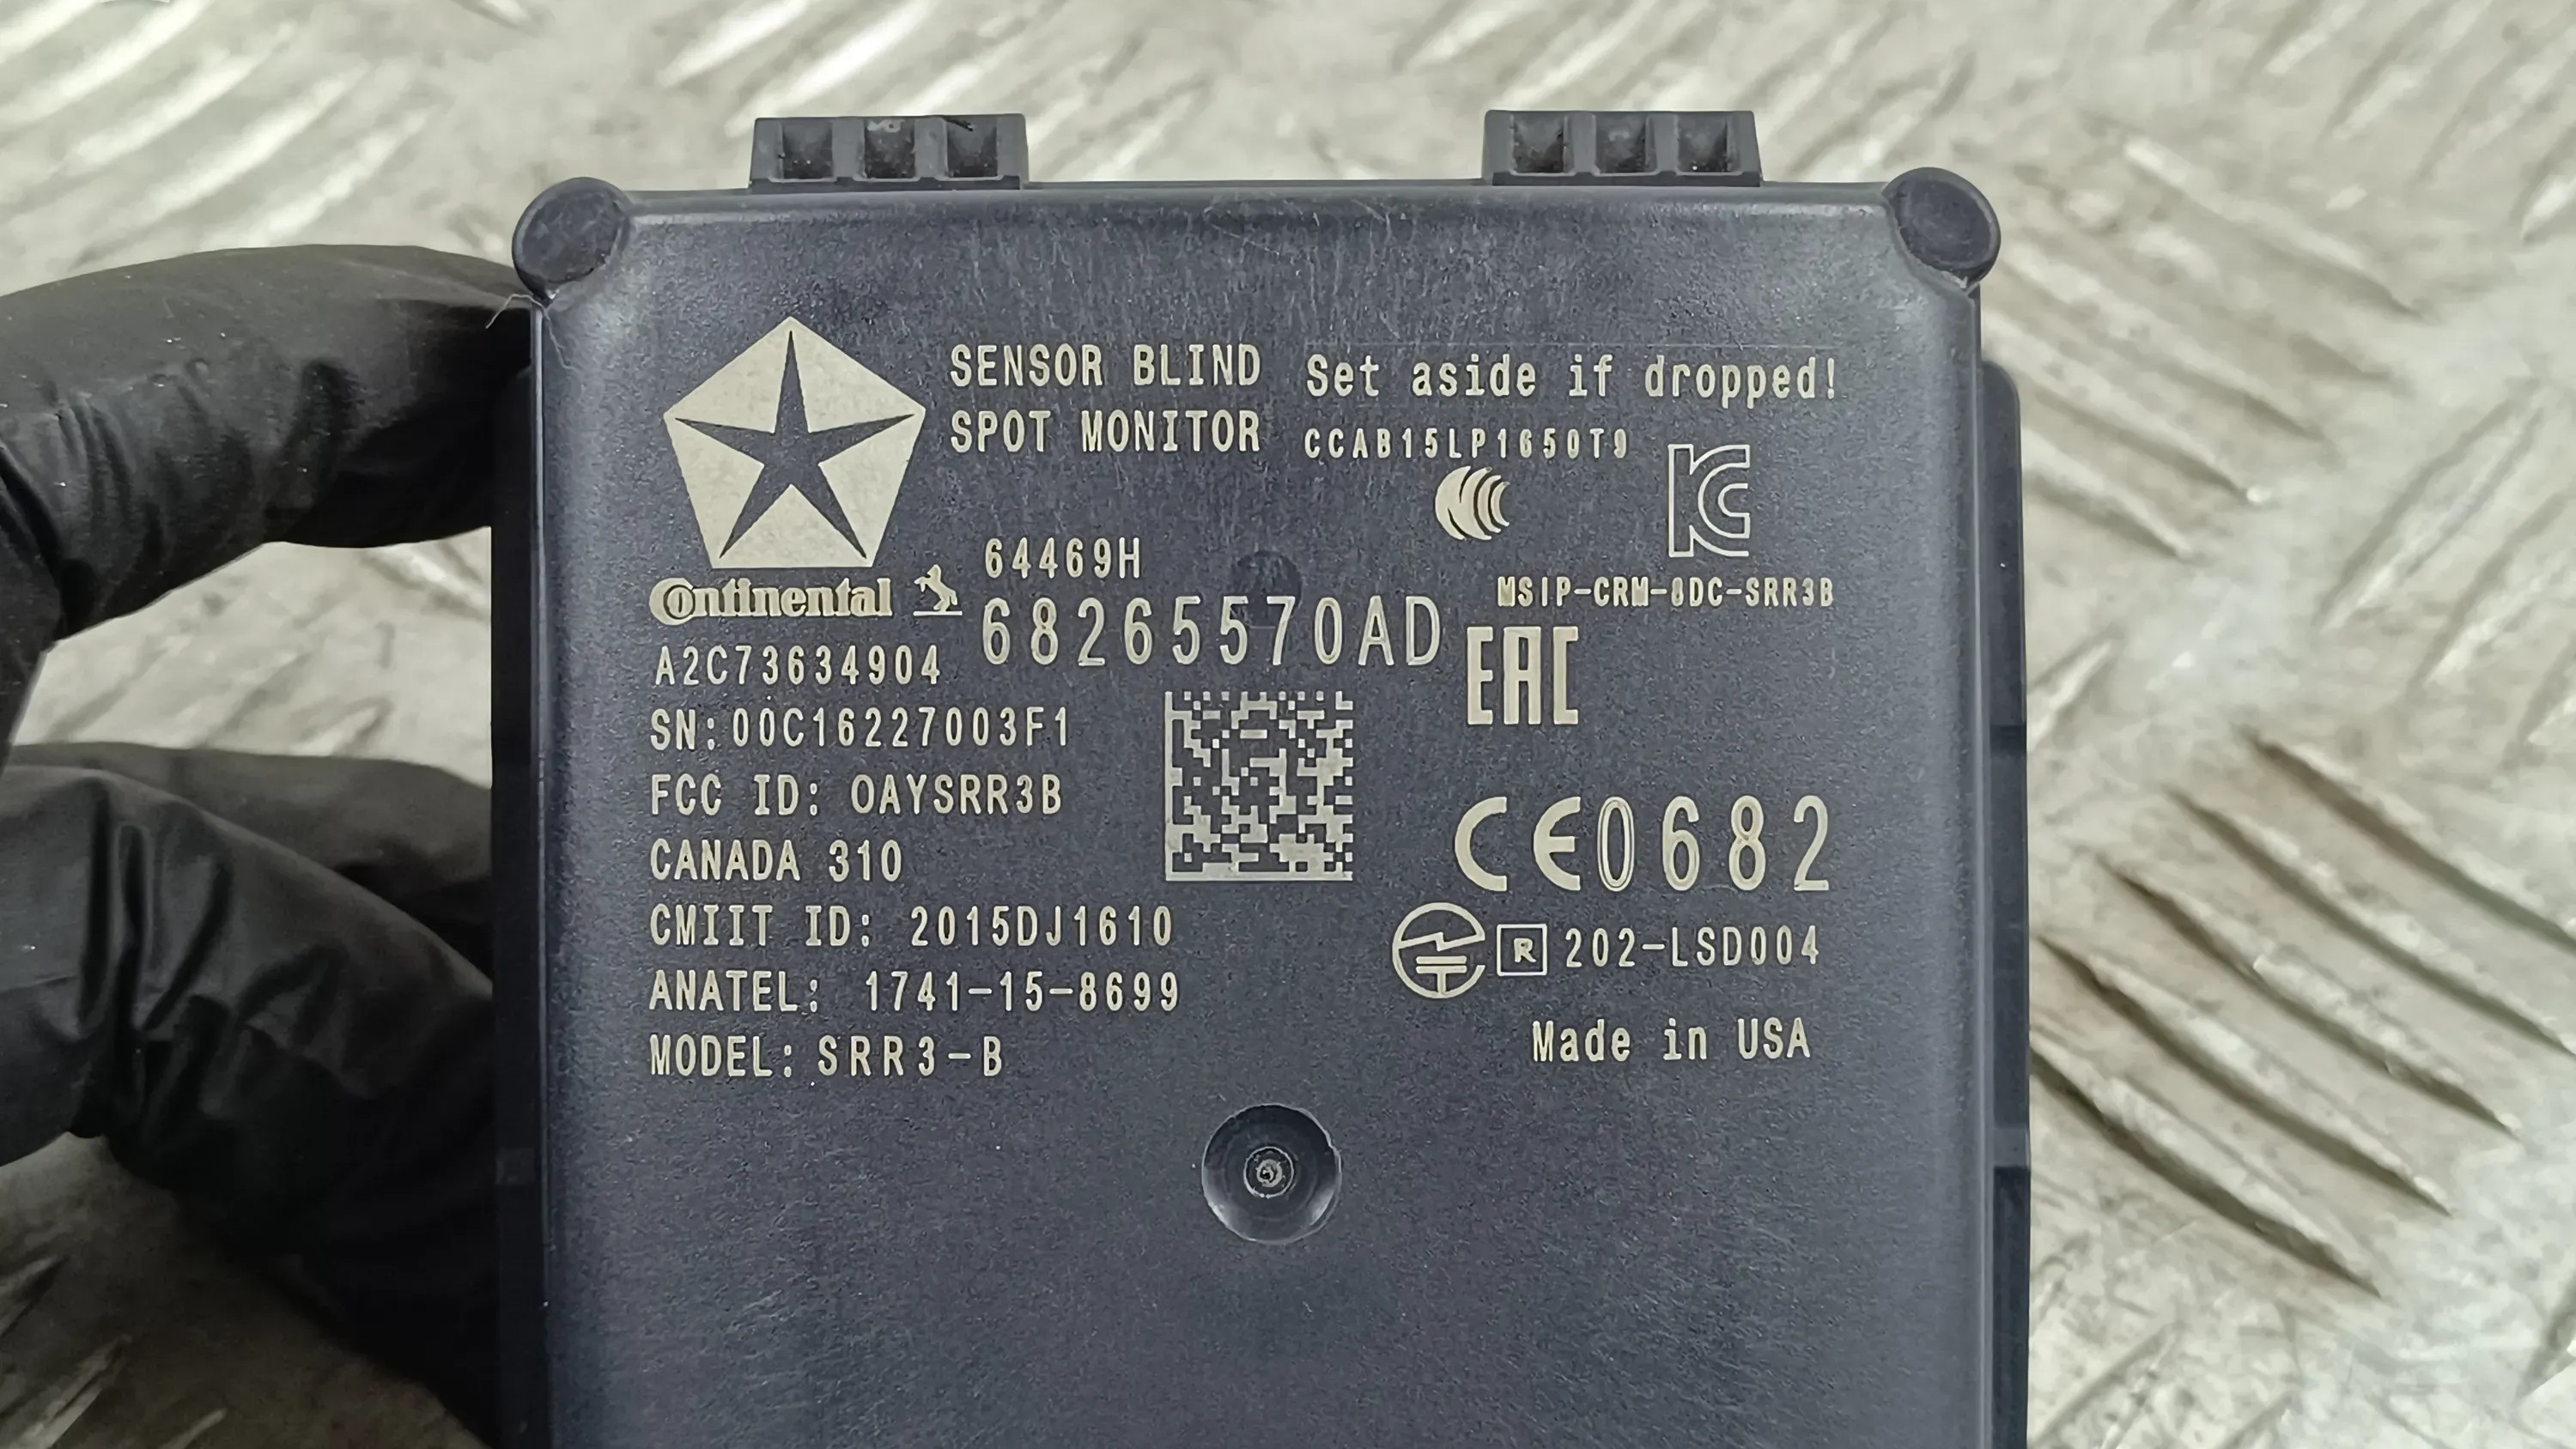 SENSOR BLIND
SPOT MONITOR
Set aside if dropped!
CCAB15LP1650T9
64469H
MSIP-CRM-8DC-SRR3B
Continental
68265570AD
EAC
A2C73634904
SN:00C16227003F1
FCC ID: OAYSRR3B
CE0682
CANADA 310
CMIIT ID: 2015DJ1610
R 202-LSD004
ANATEL: 1741-15-8699
MODEL: SRR3-B
Made in USA